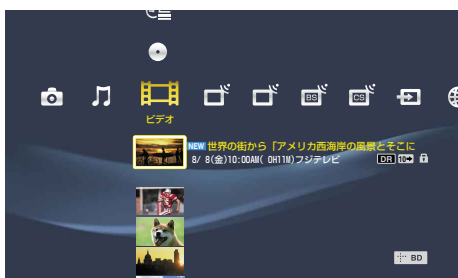 BS
CS
ビデオ
NEW 世界の街から「アメリカ西海岸の風景とそこに
8/ 8(金)10:00AM( 0H11M)フジテレビ DR 10➡
BD